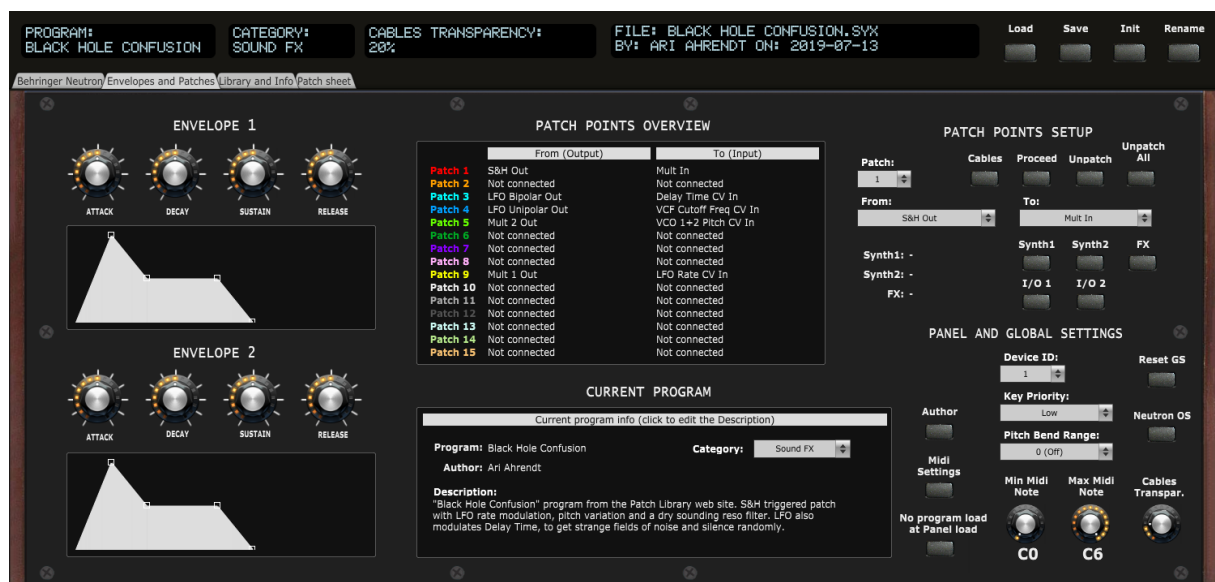 PROGRAM:
BLACK HOLE CONFUSION
CATEGORY:
SOUND FX
CABLES TRANSPARENCY:
20%
FILE: BLACK HOLE CONFUSION.SYX
BY: ARI AHRENDT ON: 2019-07-13
Load Save Init Rename
Behringer Neutron Envelopes and Patches Library and Info Patch sheet
ENVELOPE 1
ATTACK DECAY SUSTAIN RELEASE
ENVELOPE 2
ATTACK DECAY SUSTAIN RELEASE
PATCH POINTS OVERVIEW
From (Output) To (Input)
Patch 1 S&H Out Mult In
Patch 2 Not connected Not connected
Patch 3 LFO Bipolar Out Delay Time CV In
Patch 4 LFO Unipolar Out VCF Cutoff Freq CV In
Patch 5 Mult 2 Out VCO 1+2 Pitch CV In
Patch 6 Not connected Not connected
Patch 7 Not connected Not connected
Patch 8 Not connected Not connected
Patch 9 Mult 1 Out LFO Rate CV In
Patch 10 Not connected Not connected
Patch 11 Not connected Not connected
Patch 12 Not connected Not connected
Patch 13 Not connected Not connected
Patch 14 Not connected Not connected
Patch 15 Not connected Not connected
CURRENT PROGRAM
Current program info (click to edit the Description)
Program: Black Hole Confusion Category: Sound FX
Author: Ari Ahrendt
Description:
"Black Hole Confusion" program from the Patch Library web site. S&H triggered patch
with LFO rate modulation, pitch variation and a dry sounding reso filter. LFO also
modulates Delay Time, to get strange fields of noise and silence randomly.
PATCH POINTS SETUP
Patch:
1
Cables Proceed Unpatch
Unpatch
All
From: To:
S&H Out Mult In
Synth1: -
Synth2: -
FX: -
Synth1 Synth2 FX
I/O 1 I/O 2
PANEL AND GLOBAL SETTINGS
Device ID:
1
Reset GS
Key Priority:
Low
Author
Neutron OS
Pitch Bend Range:
0 (Off)
Midi
Settings
Min Midi
Note
Max Midi
Note
Cables
Transpar.
No program load
at Panel load
C0 C6